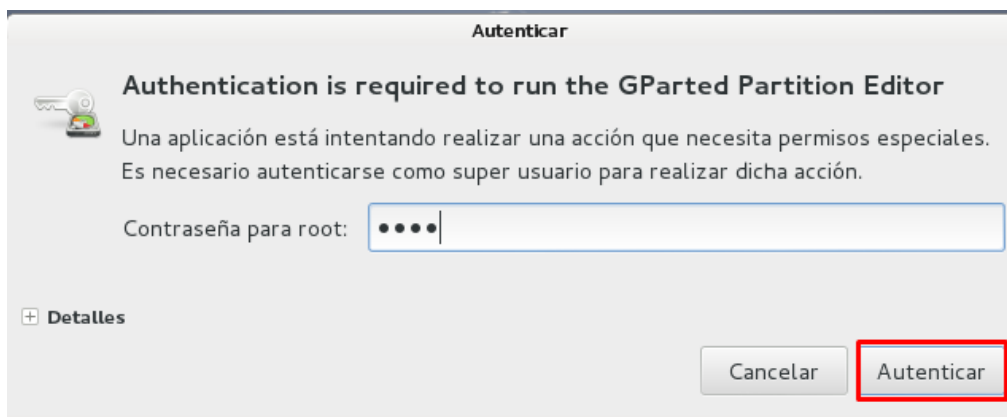 Autenticar
Authentication is required to run the GParted Partition Editor
Una aplicación está intentando realizar una acción que necesita permisos especiales.
Es necesario autenticarse como super usuario para realizar dicha acción.
Contraseña para root: ••••
Detalles
Cancelar Autenticar